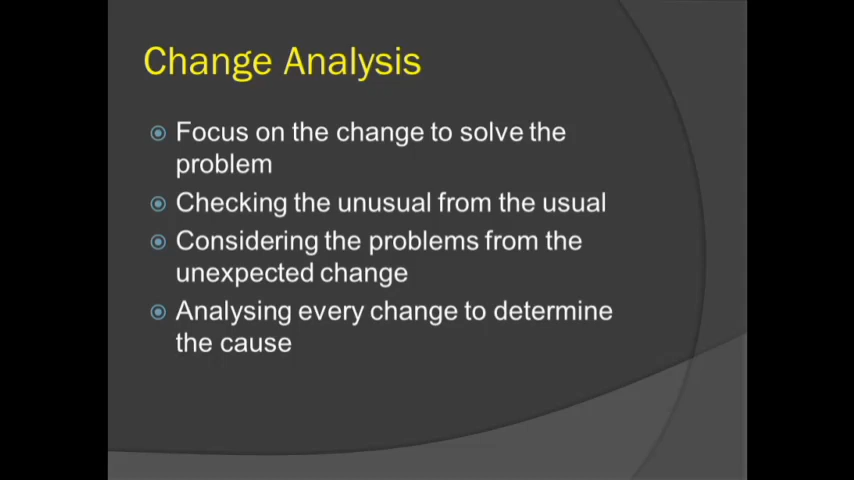 Change Analysis
Focus on the change to solve the
problem
Checking the unusual from the usual
Considering the problems from the
unexpected change
Analysing every change to determine
the cause